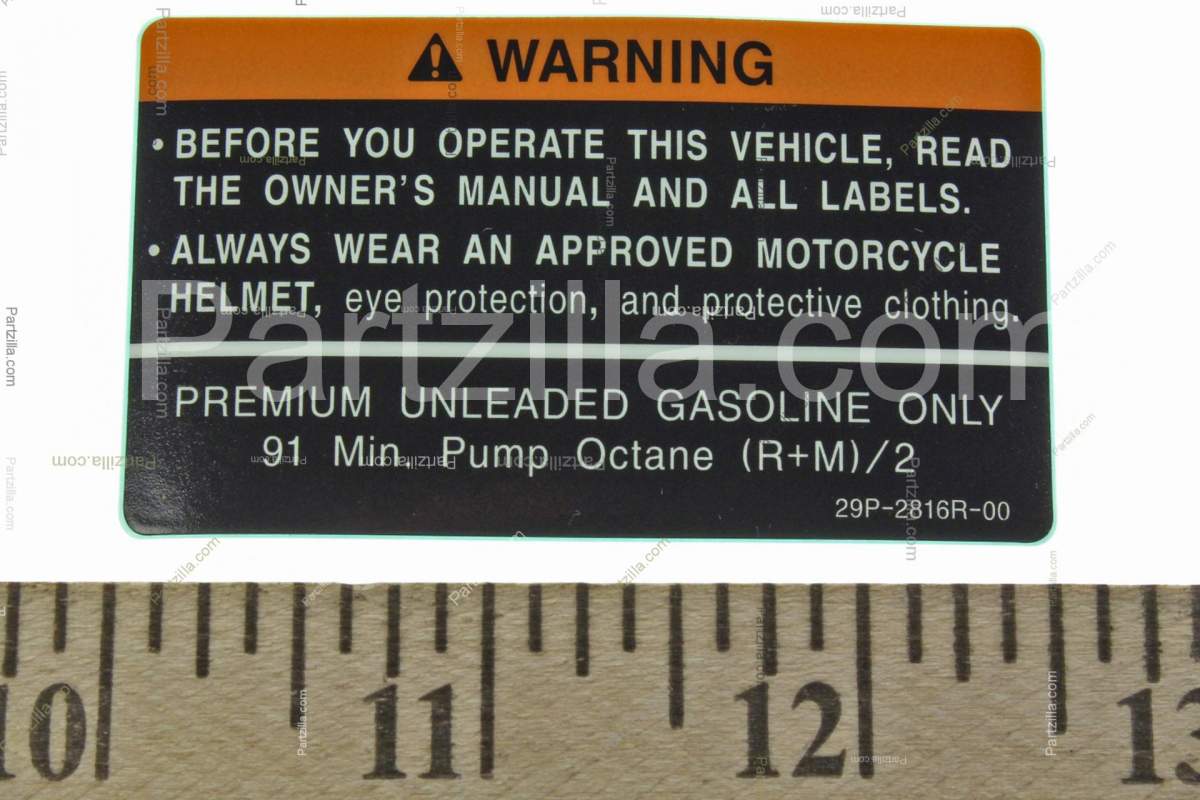 WARNING
• BEFORE YOU OPERATE THIS VEHICLE, READ
THE OWNER'S MANUAL AND ALL LABELS.
• ALWAYS WEAR AN APPROVED MOTORCYCLE
HELMET, eye protection, and protective clothing.
Partzilla.com
PREMIUM UNLEADED GASOLINE ONLY
91 Min. Pump Octane (R+M)/2
29P-2816R-00
10 11 12 13